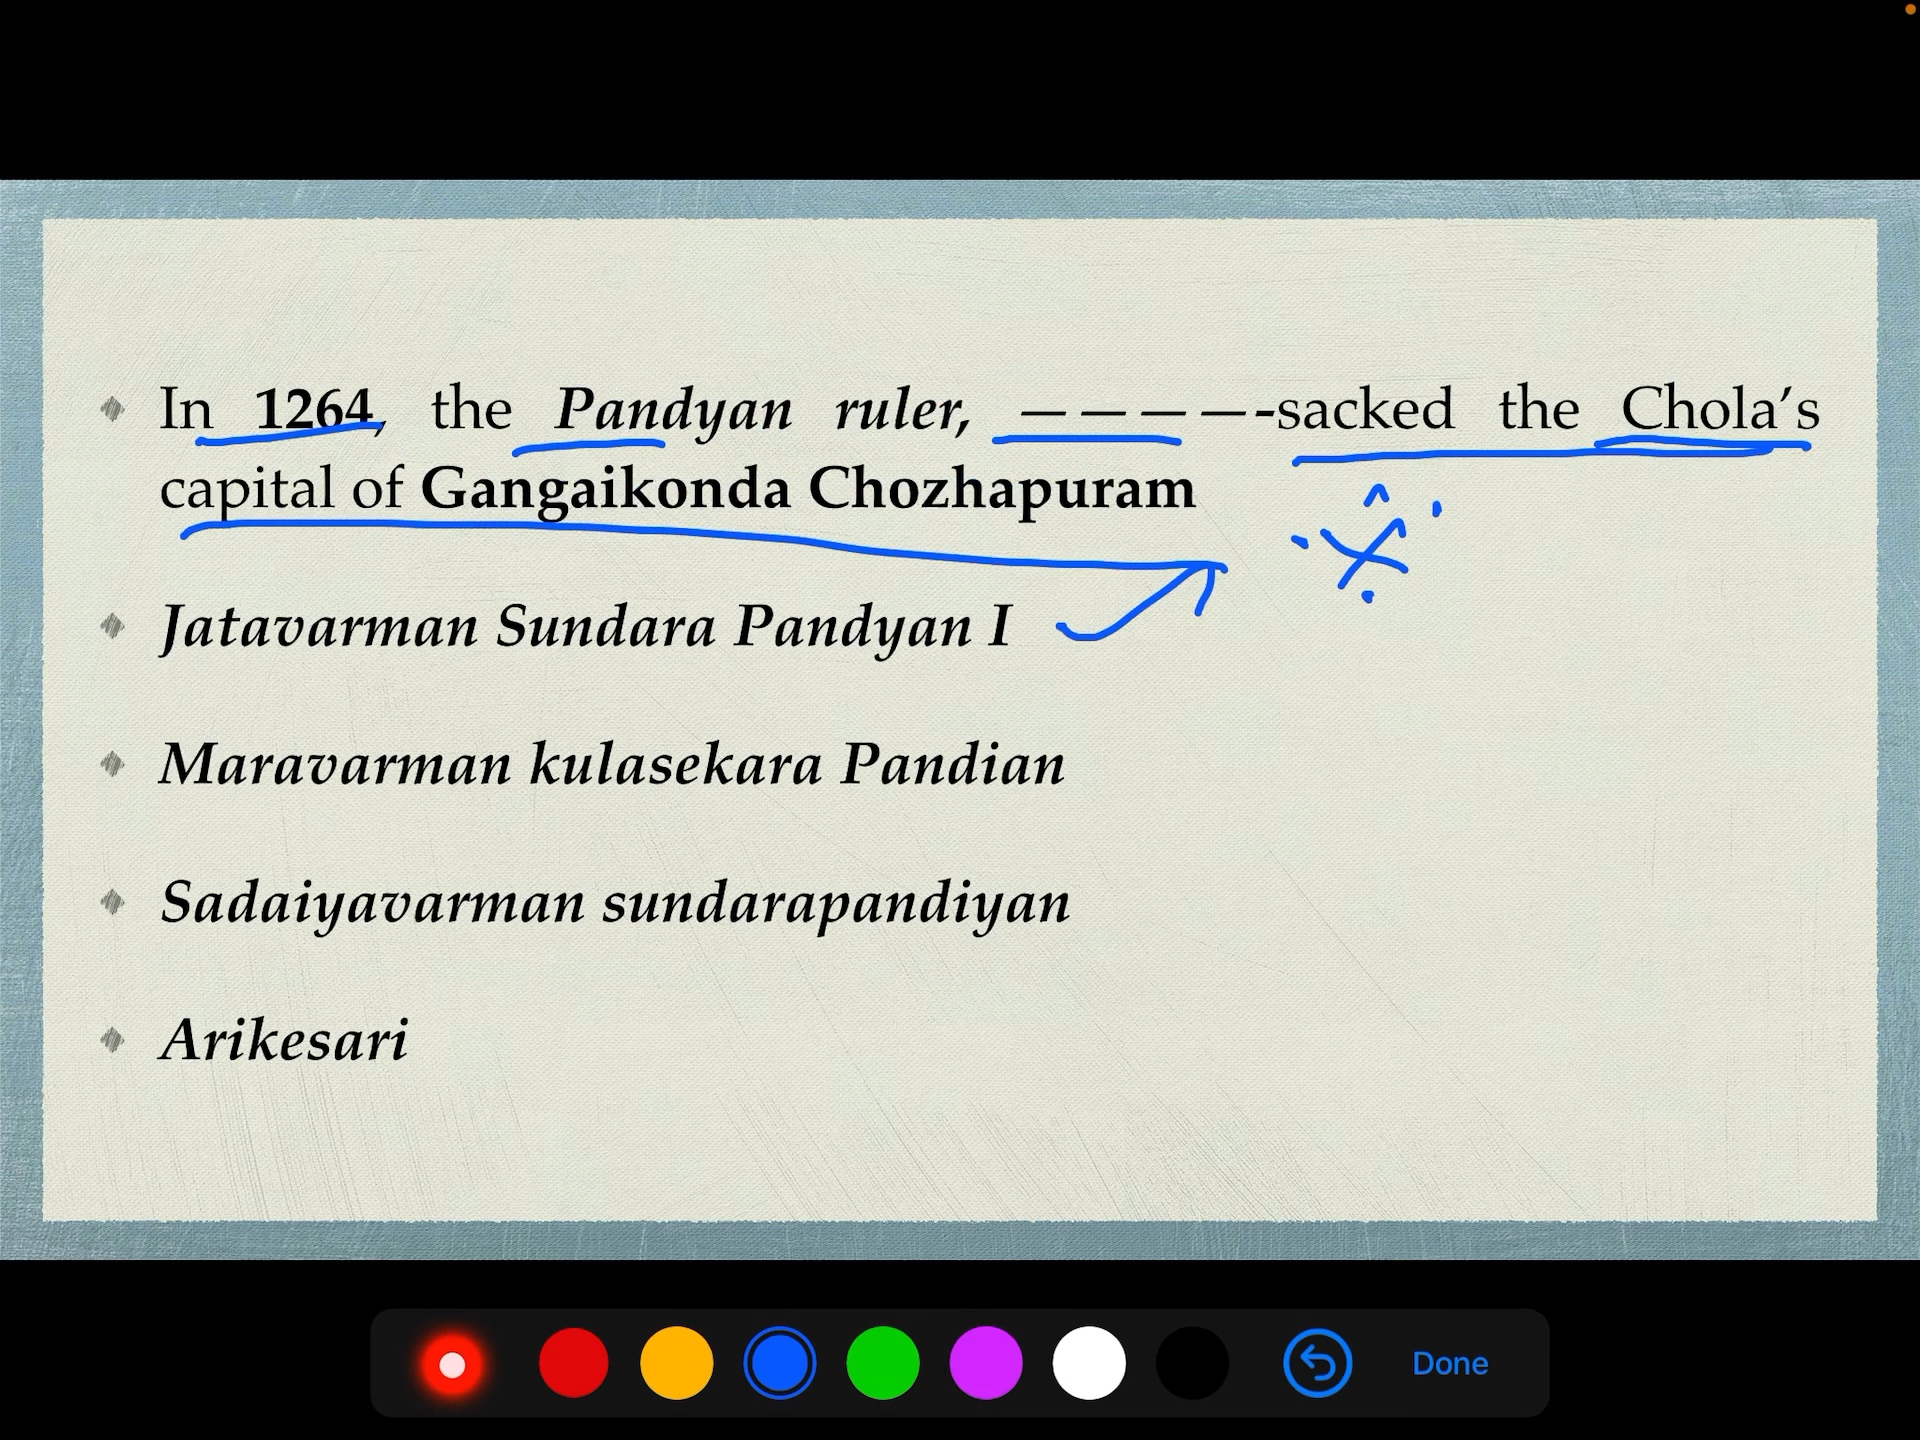 In 1264, the Pandyan ruler, —————-sacked the Chola’s
capital of Gangaikonda Chozhapuram
Jatavarman Sundara Pandyan I
Maravarman kulasekara Pandian
Sadaiyavarman sundarapandiyan
Arikesari
Done